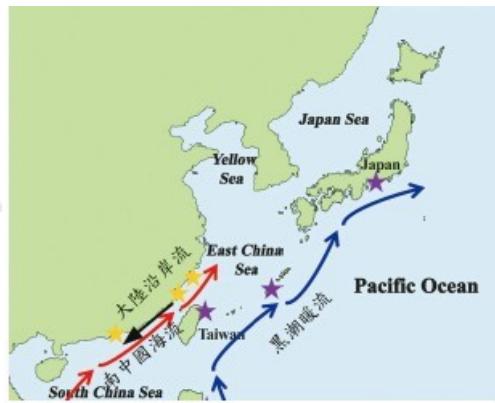 Japan Sea
Yellow
Sea
Japan
East China
Sea
大陸沿岸流
Pacific Ocean
黑潮暖流
Taiwan
南中國海流
South China Sea